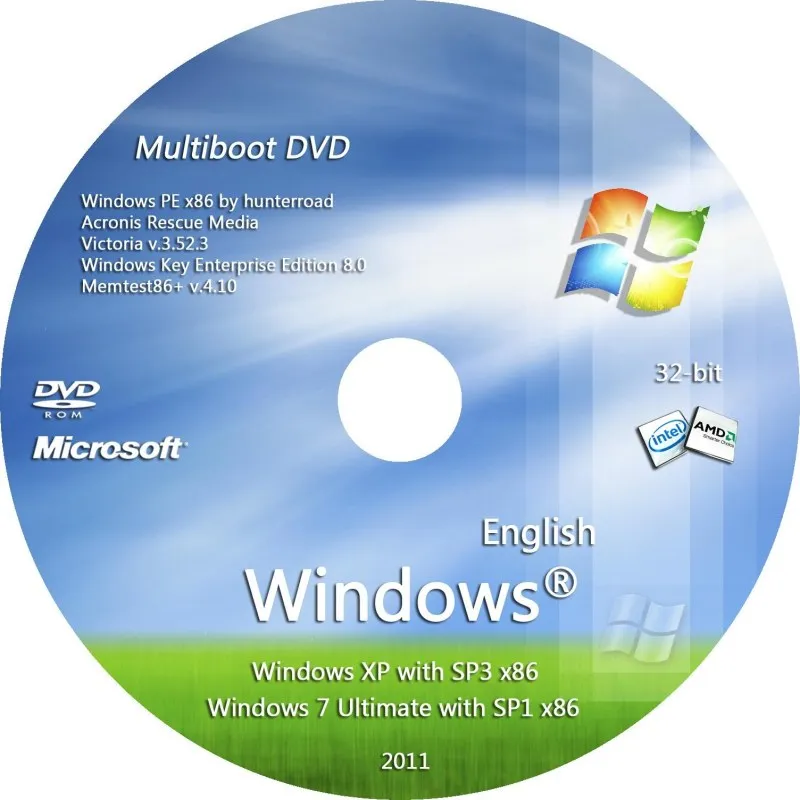 Multiboot DVD
Windows PE x86 by hunterroad
Acronis Rescue Media
Victoria v.3.52.3
Windows Key Enterprise Edition 8.0
Memtest86+ v.4.10
DVD
ROM
Microsoft
32-bit
intel
AMD
Smarter Choice
English
Windows®
Windows XP with SP3 x86
Windows 7 Ultimate with SP1 x86
2011